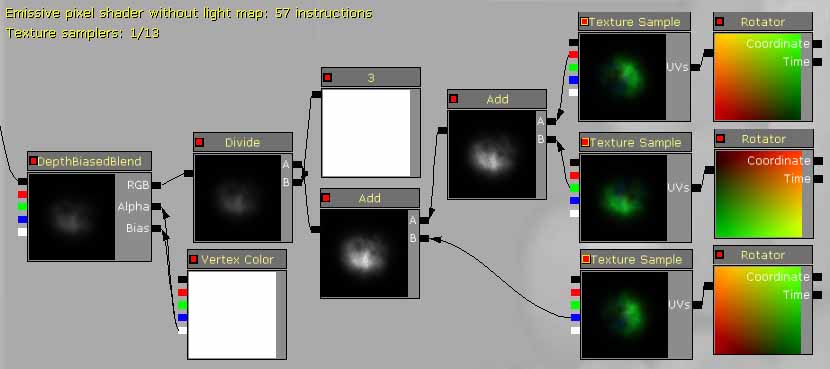 Emissive pixel shader without light map: 57 instructions
Texture samplers: 1/13
Texture Sample
UVs
Rotator
Coordinate
Time
3
Add
A
B
Divide
A
B
DepthBiasedBlend
RGB
Alpha
Bias
Texture Sample
UVs
Rotator
Coordinate
Time
Add
A
B
Vertex Color
Texture Sample
UVs
Rotator
Coordinate
Time